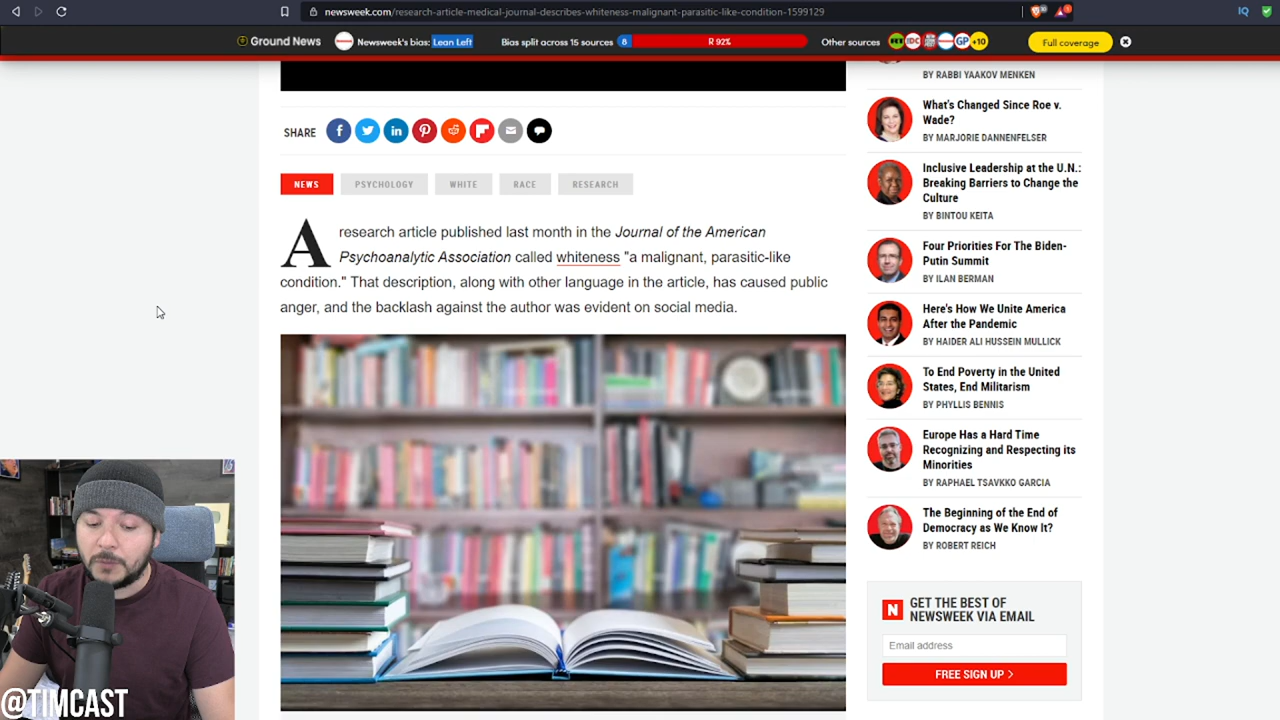 newsweek.com/research-article-medical-journal-describes-whiteness-malignant-parasitic-like-condition-1599129
IQ
Ground News
Newsweek's bias: Lean Left
Bias split across 15 sources
8
R 92%
Other sources
GP
+10
Full coverage
SHARE
NEWS
PSYCHOLOGY
WHITE
RACE
RESEARCH
A research article published last month in the Journal of the American
Psychoanalytic Association called whiteness "a malignant, parasitic-like
condition." That description, along with other language in the article, has caused public
anger, and the backlash against the author was evident on social media.
BY RABBI YAAKOV MENKEN
What's Changed Since Roe v.
Wade?
BY MARJORIE DANNENFELSER
Inclusive Leadership at the U.N.:
Breaking Barriers to Change the
Culture
BY BINTOU KEITA
Four Priorities For The Biden-
Putin Summit
BY ILAN BERMAN
Here's How We Unite America
After the Pandemic
BY HAIDER ALI HUSSEIN MULLICK
To End Poverty in the United
States, End Militarism
BY PHYLLIS BENNIS
Europe Has a Hard Time
Recognizing and Respecting its
Minorities
BY RAPHAEL TSAVKKO GARCIA
The Beginning of the End of
Democracy as We Know It?
BY ROBERT REICH
N
GET THE BEST OF
NEWSWEEK VIA EMAIL
Email address
FREE SIGN UP >
@TIMCAST